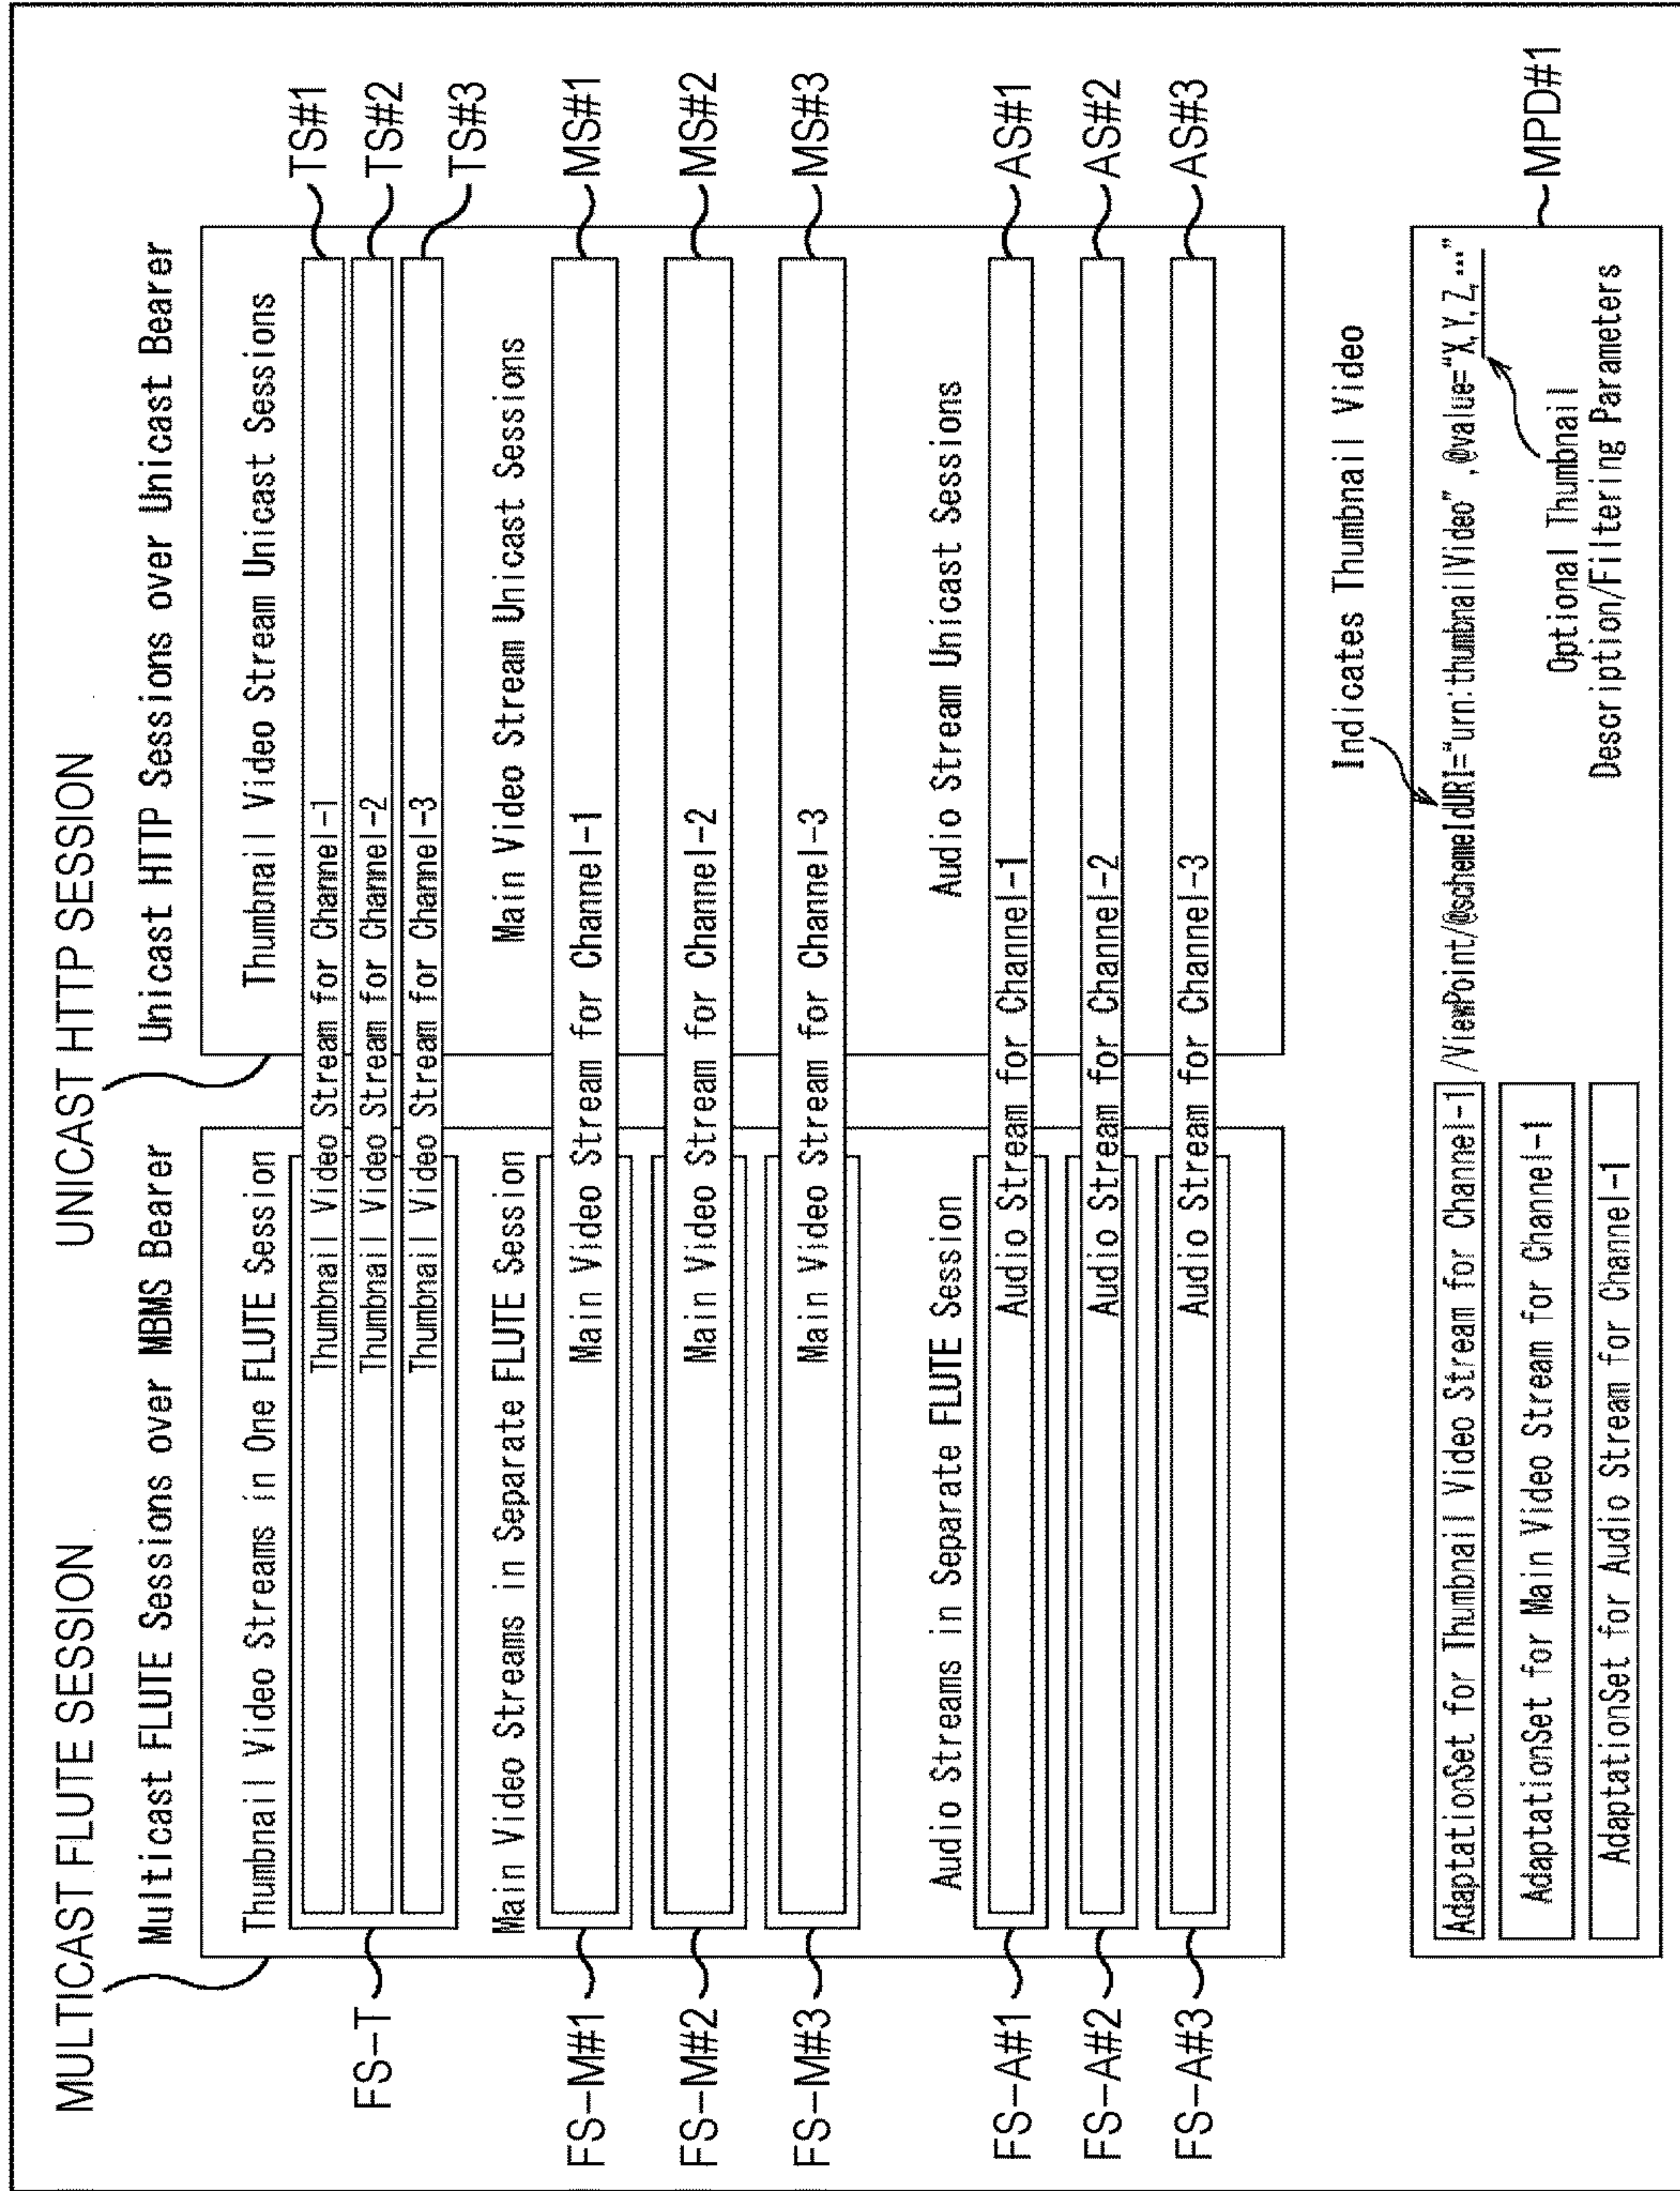 MULTICAST FLUTE SESSION
UNICAST HTTP SESSION
Multicast FLUTE Sessions over MBMS Bearer
Unicast HTTP Sessions over Unicast Bearer
Thumbnail Video Streams in One FLUTE Session
Thumbnail Video Stream Unicast Sessions
FS-T
Thumbnail Video Stream for Channel-1
TS#1
Thumbnail Video Stream for Channel-2
TS#2
Thumbnail Video Stream for Channel-3
TS#3
Main Video Streams in Separate FLUTE Session
Main Video Stream Unicast Sessions
FS-M#1
Main Video Stream for Channel-1
MS#1
FS-M#2
Main Video Stream for Channel-2
MS#2
FS-M#3
Main Video Stream for Channel-3
MS#3
Audio Streams in Separate FLUTE Session
Audio Stream Unicast Sessions
FS-A#1
Audio Stream for Channel-1
AS#1
FS-A#2
Audio Stream for Channel-2
AS#2
FS-A#3
Audio Stream for Channel-3
AS#3
Indicates Thumbnail Video
AdaptationSet for Thumbnail Video Stream for Channel-1 /ViewPoint/@schemeIdURI="urn:thumbnailVideo",@value="X,Y,Z,..."
AdaptationSet for Main Video Stream for Channel-1
AdaptationSet for Audio Stream for Channel-1
Optional Thumbnail
Description/Filtering Parameters
MPD#1